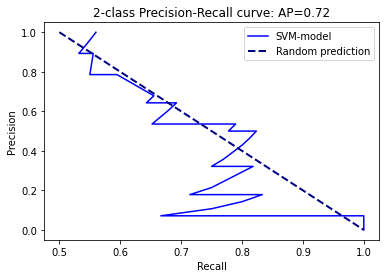 2-class Precision-Recall curve: AP=0.72
SVM-model
Random prediction
Precision
1.0
0.8
0.6
0.4
0.2
0.0
0.5 0.6 0.7 0.8 0.9 1.0
Recall